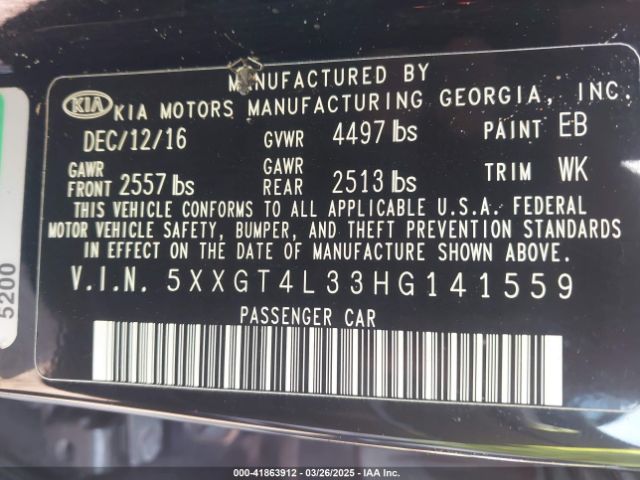 MANUFACTURED BY
KIA KIA MOTORS MANUFACTURING GEORGIA, INC.
DEC/12/16 GVWR 4497 lbs PAINT EB
GAWR FRONT 2557 lbs GAWR REAR 2513 lbs TRIM WK
THIS VEHICLE CONFORMS TO ALL APPLICABLE U.S.A. FEDERAL
MOTOR VEHICLE SAFETY, BUMPER, AND THEFT PREVENTION STANDARDS
IN EFFECT ON THE DATE OF MANUFACTURE SHOWN ABOVE.
V.I.N. 5XXGT4L33HG141559
PASSENGER CAR
5200
000-41863912 - 03/26/2025 - IAA Inc.